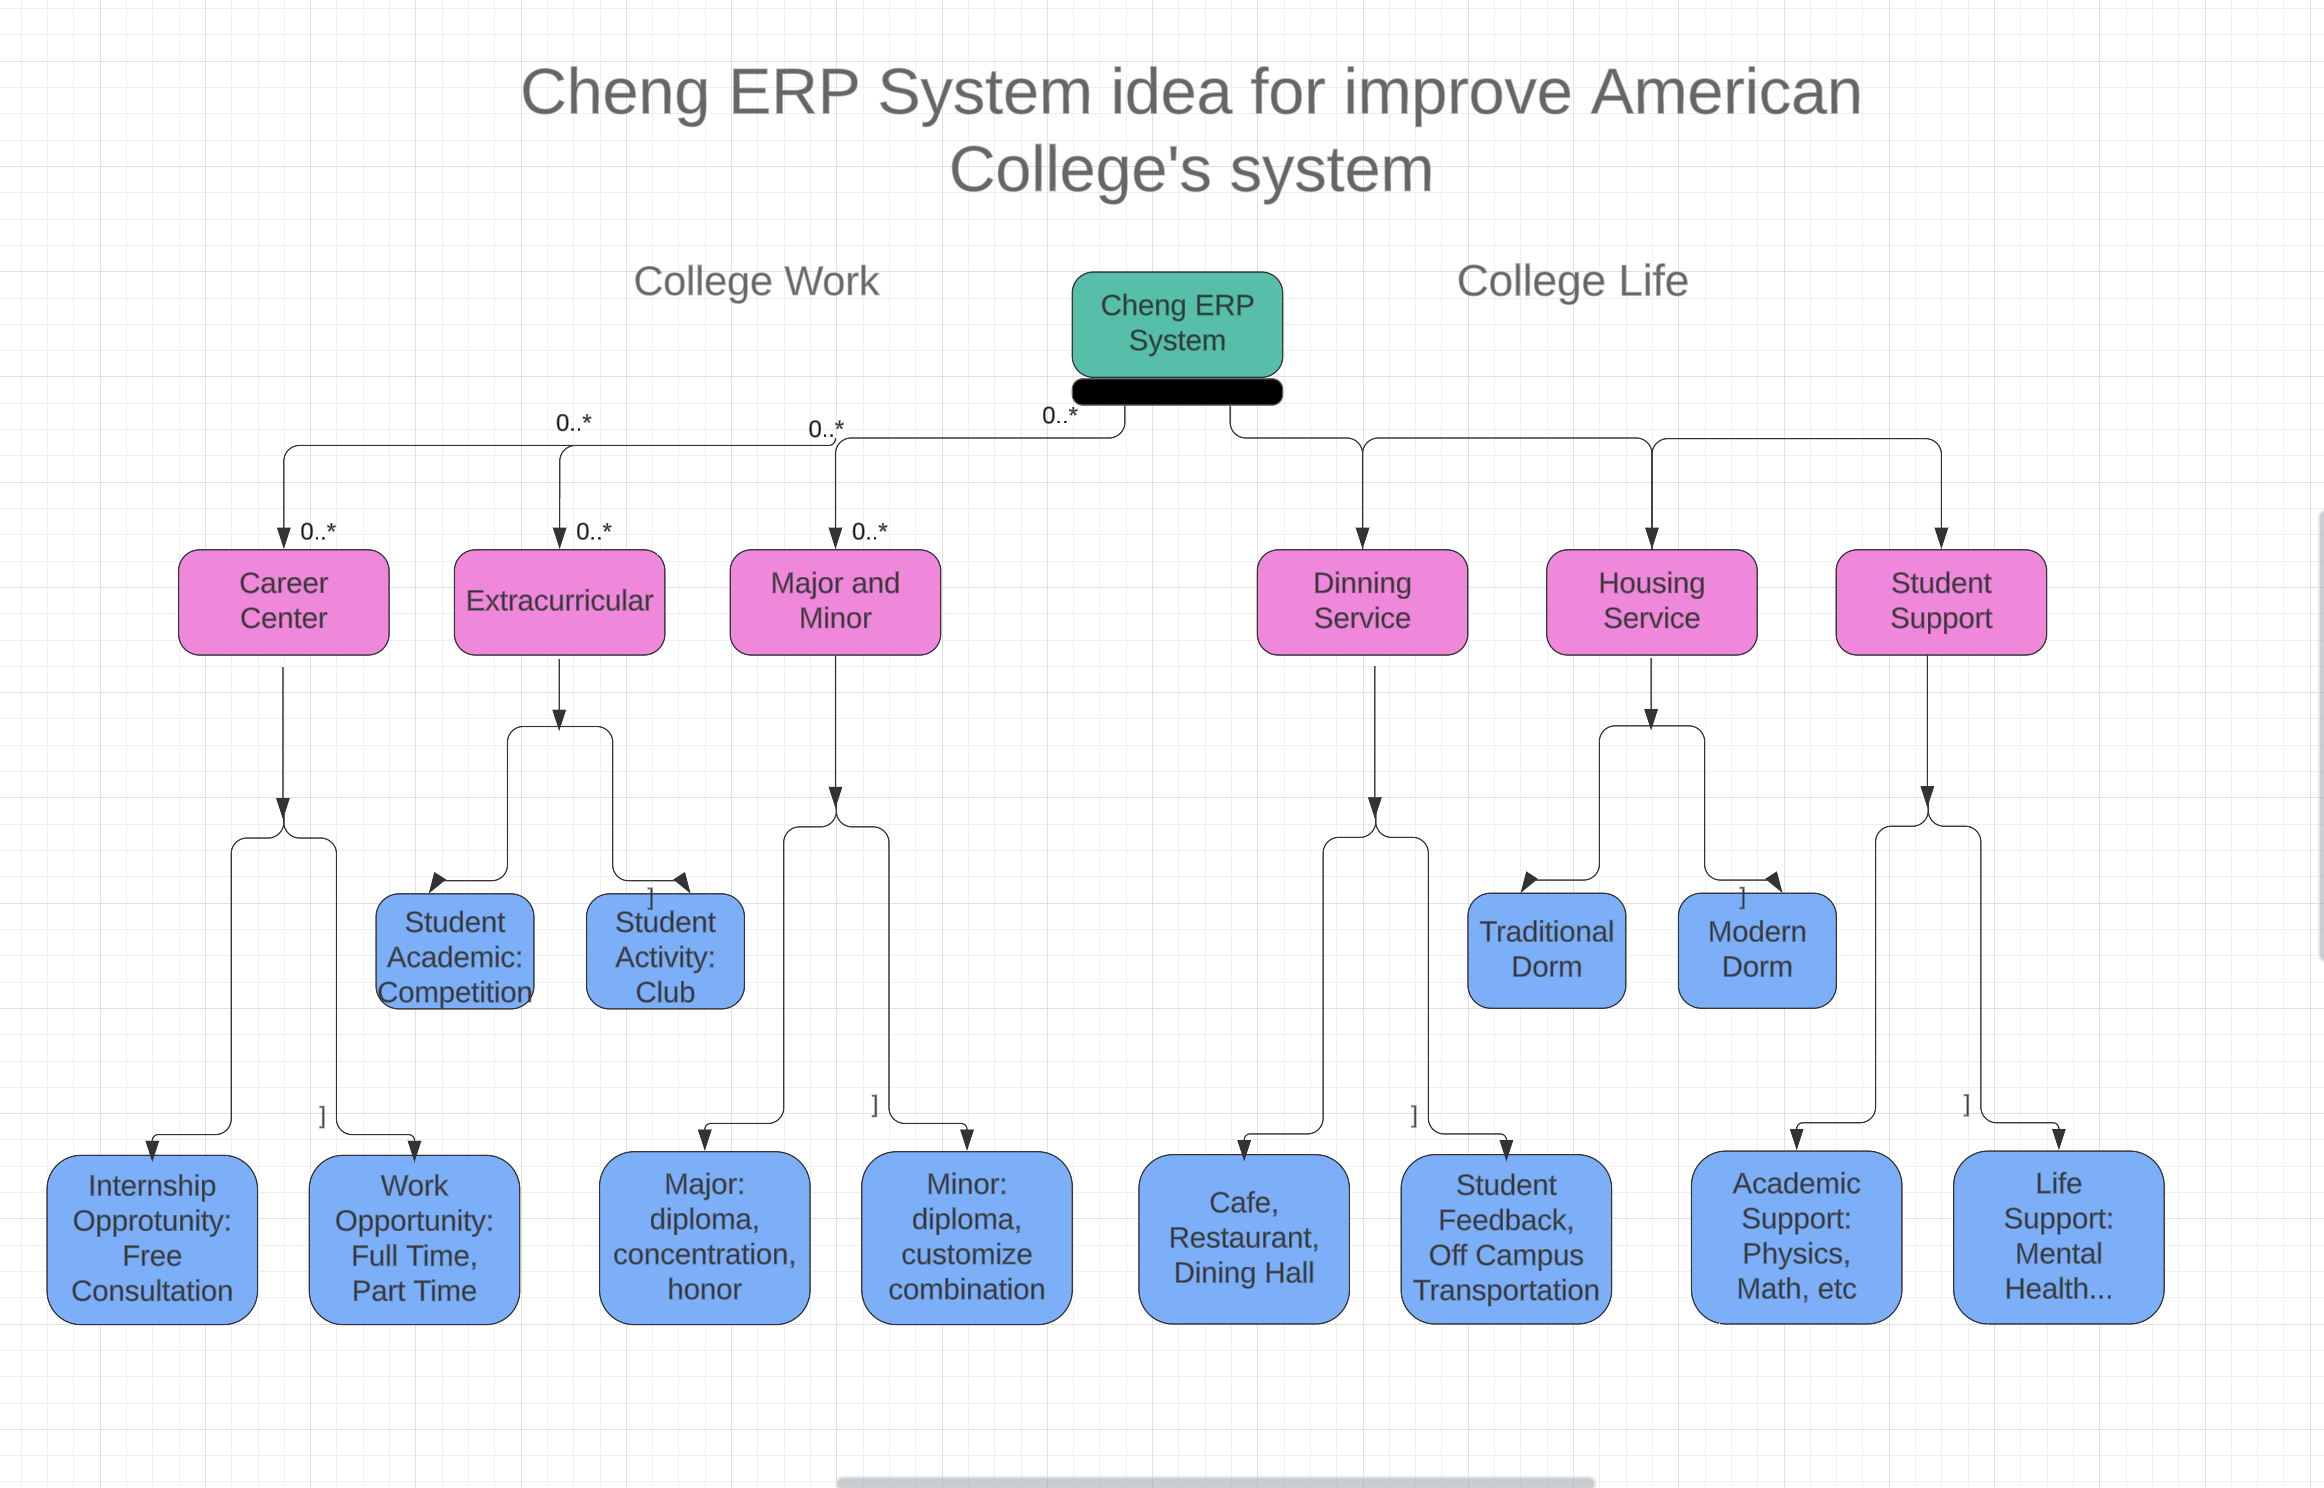 Cheng ERP System idea for improve American
College's system
College Work
College Life
Cheng ERP
System
0..*
0..*
0..*
0..*
0..*
0..*
Career
Center
Extracurricular
Major and
Minor
Dinning
Service
Housing
Service
Student
Support
]
]
Student
Academic:
Competition
Student
Activity:
Club
Traditional
Dorm
Modern
Dorm
]
]
]
]
Internship
Opprotunity:
Free
Consultation
Work
Opportunity:
Full Time,
Part Time
Major:
diploma,
concentration,
honor
Minor:
diploma,
customize
combination
Cafe,
Restaurant,
Dining Hall
Student
Feedback,
Off Campus
Transportation
Academic
Support:
Physics,
Math, etc
Life
Support:
Mental
Health...